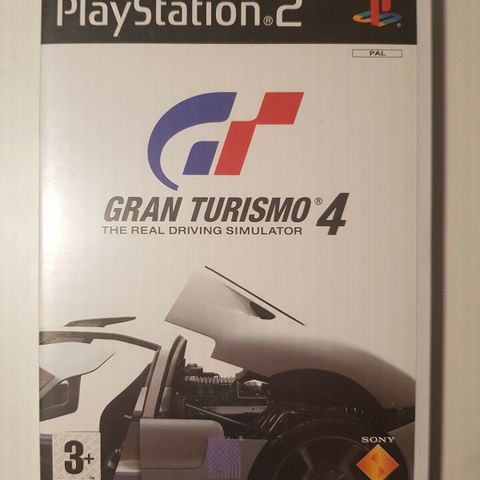 PlayStation®2
PAL
GRAN TURISMO® 4
THE REAL DRIVING SIMULATOR
3+
SONY